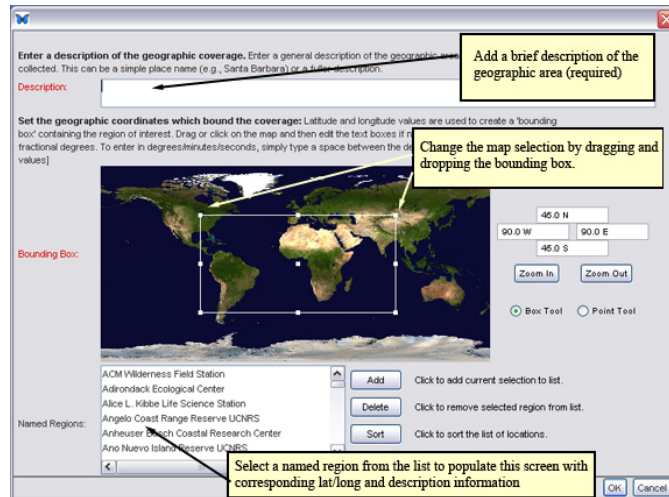 Enter a description of the geographic coverage. Enter a general description of the geographic area
collected. This can be a simple place name (e.g., Santa Barbara) or a fuller description.
Add a brief description of the
geographic area (required)
Description:
Set the geographic coordinates which bound the coverage: Latitude and longitude values are used to create a 'bounding
box' containing the region of interest. Drag or click on the map and then edit the text boxes if
fractional degrees. To enter in degrees/minutes/seconds, simply type a space between the
values]
Change the map selection by dragging and
dropping the bounding box.
Bounding Box:
45.0 N
90.0 W
90.0 E
45.0 S
Zoom In
Zoom Out
Box Tool
Point Tool
Named Regions:
ACM Wilderness Field Station
Adirondack Ecological Center
Alice L. Kibbe Life Science Station
Angelo Coast Range Reserve UCNRS
Anheuser Busch Coastal Research Center
Ano Nuevo Island Reserve UCNRS
Add
Click to add current selection to list.
Delete
Click to remove selected region from list.
Sort
Click to sort the list of locations.
Select a named region from the list to populate this screen with
corresponding lat/long and description information
OK
Cancel